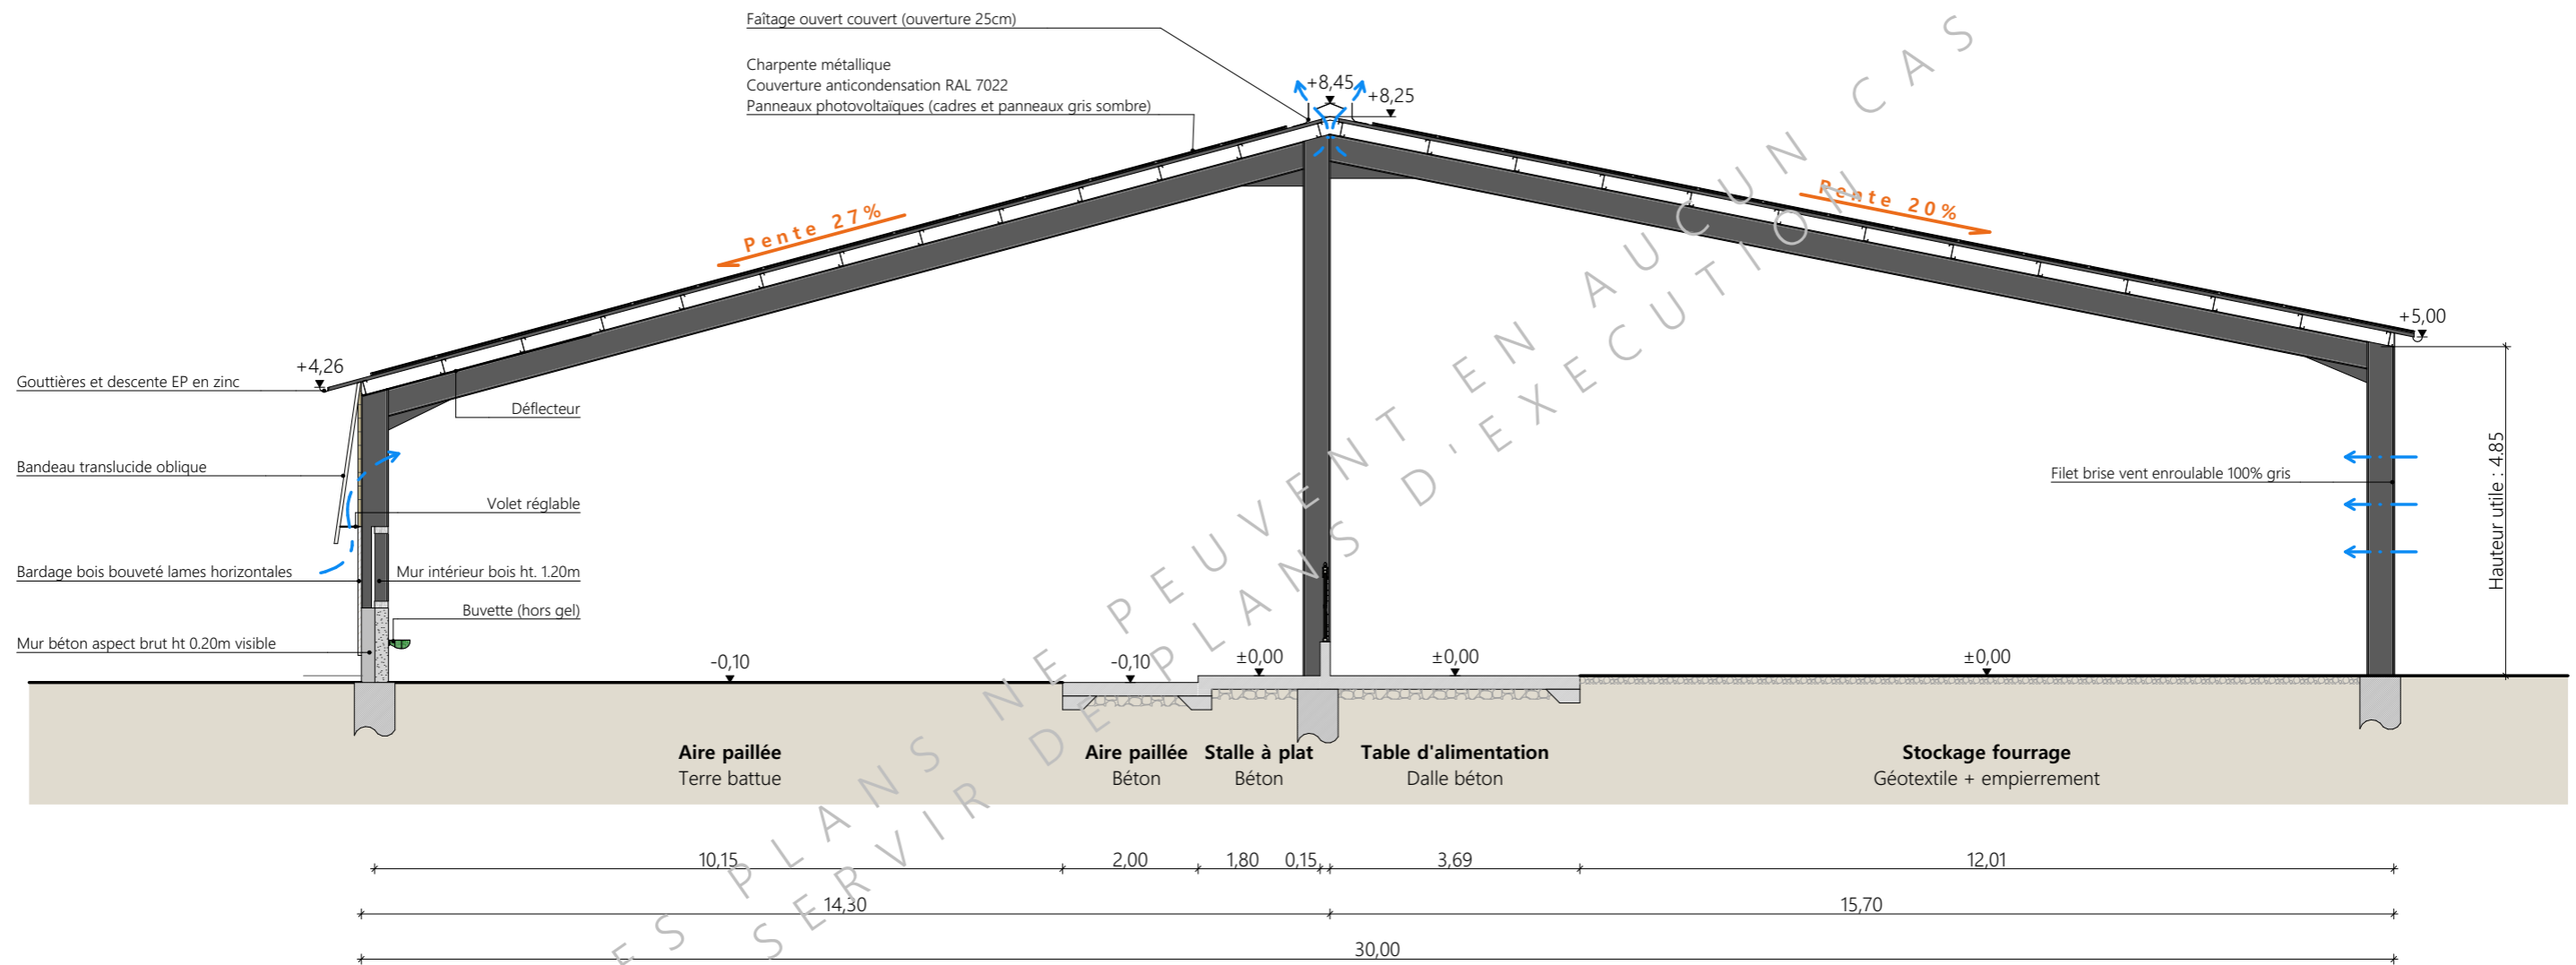 Faîtage ouvert couvert (ouverture 25cm)
Charpente métallique
Couverture anticondensation RAL 7022
Panneaux photovoltaïques (cadres et panneaux gris sombre)
+8,45
+8,25
Pente 27%
Pente 20%
+5,00
+4,26
Gouttières et descente EP en zinc
Déflecteur
Bandeau translucide oblique
Volet réglable
Filet brise vent enroulable 100% gris
Hauteur utile : 4.85
Bardage bois bouveté lames horizontales
Mur intérieur bois ht. 1.20m
Buvette (hors gel)
Mur béton aspect brut ht 0.20m visible
-0,10
-0,10
±0,00
±0,00
±0,00
Aire paillée
Terre battue
Aire paillée
Béton
Stalle à plat
Béton
Table d'alimentation
Dalle béton
Stockage fourrage
Géotextile + empierrement
10,15
2,00
1,80
0,15
3,69
12,01
14,30
15,70
30,00
ES PLANS NE PEUVENT EN AUCUN CAS
SERVIR DE PLANS D'EXECUTION